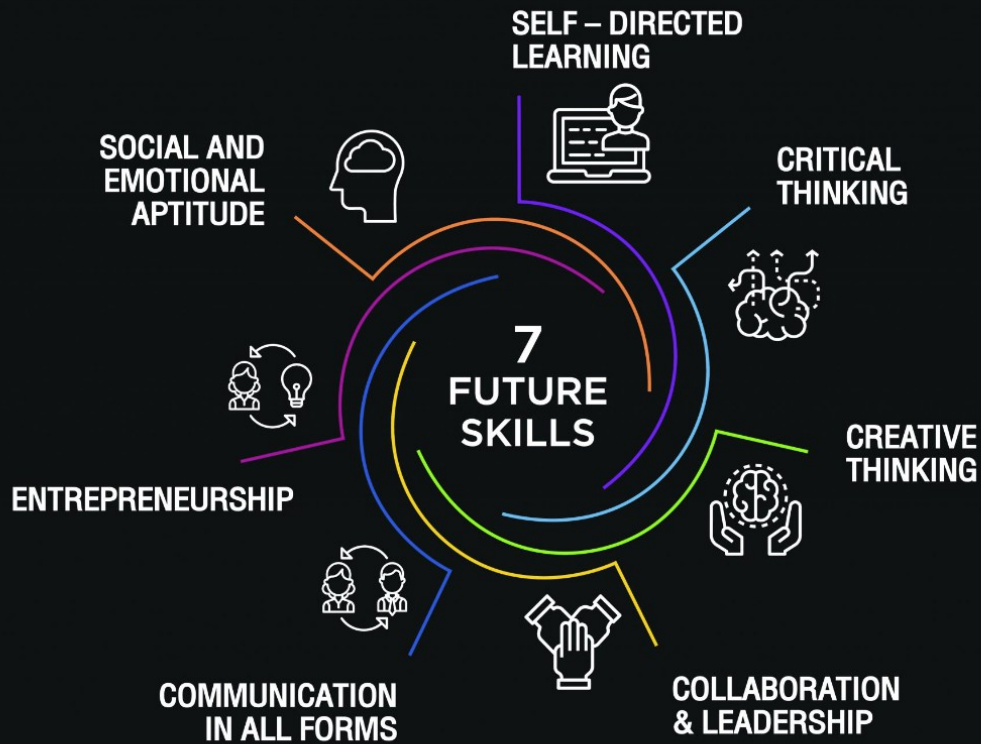 SELF – DIRECTED
LEARNING
CRITICAL
THINKING
CREATIVE
THINKING
COLLABORATION
& LEADERSHIP
COMMUNICATION
IN ALL FORMS
ENTREPRENEURSHIP
SOCIAL AND
EMOTIONAL
APTITUDE
7
FUTURE
SKILLS